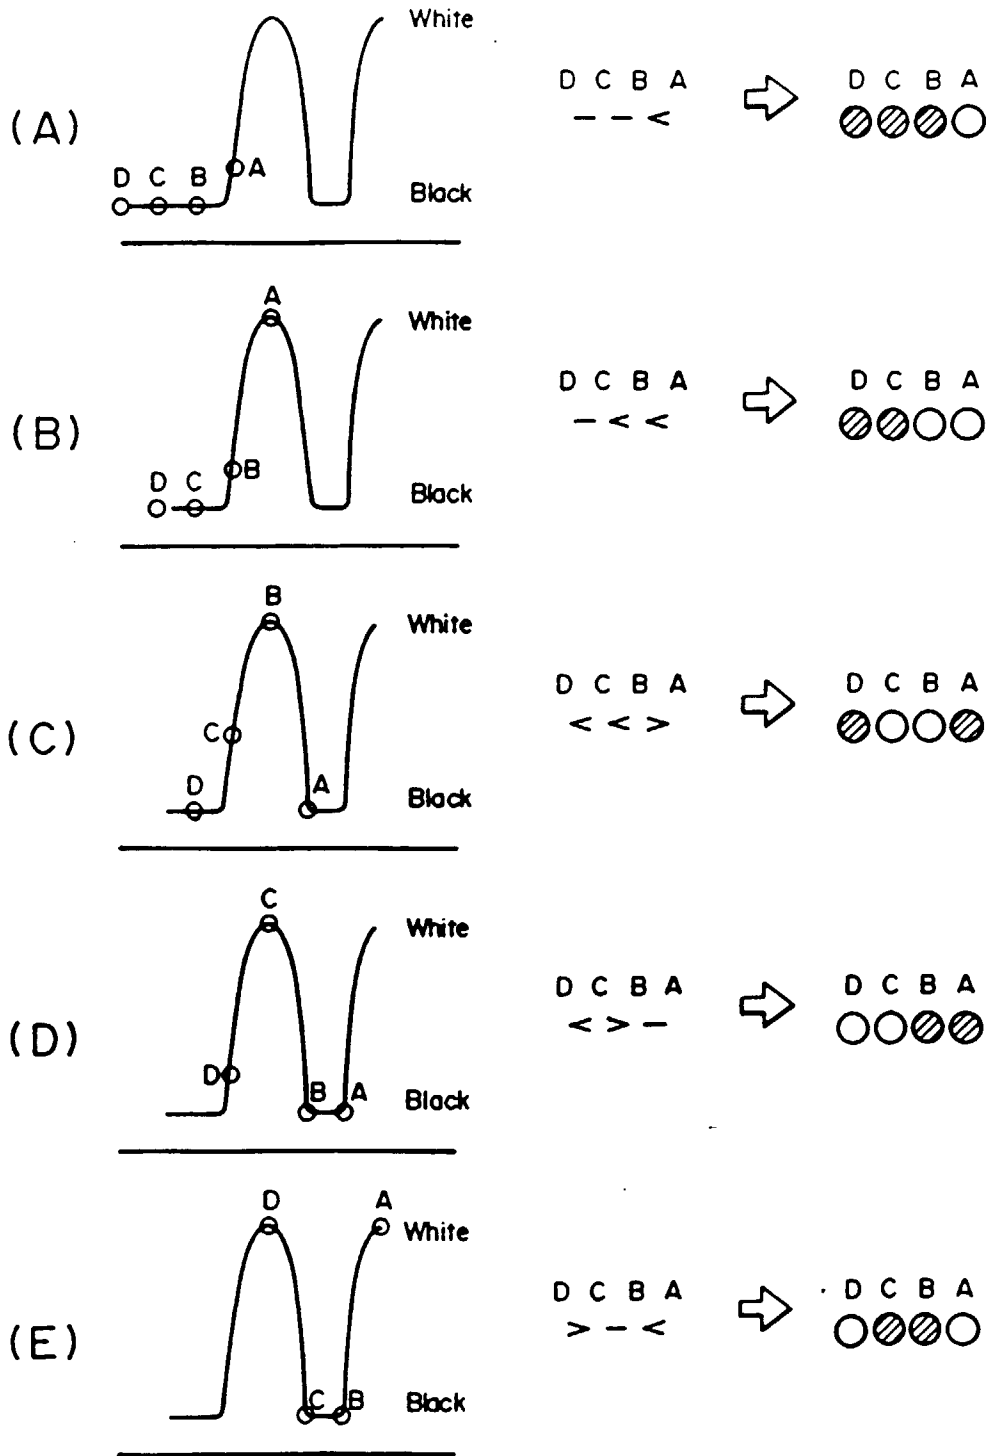 White
D C B A
D C B A
(A)
D C B A
— — <
Black
A
White
D C B A
D C B A
(B)
— < <
B
D C
Black
B
White
D C B A
D C B A
(C)
< < >
C
D
A
Black
C
White
D C B A
D C B A
(D)
< > —
D
B A
Black
D A
White
D C B A
D C B A
(E)
> — <
C B
Black